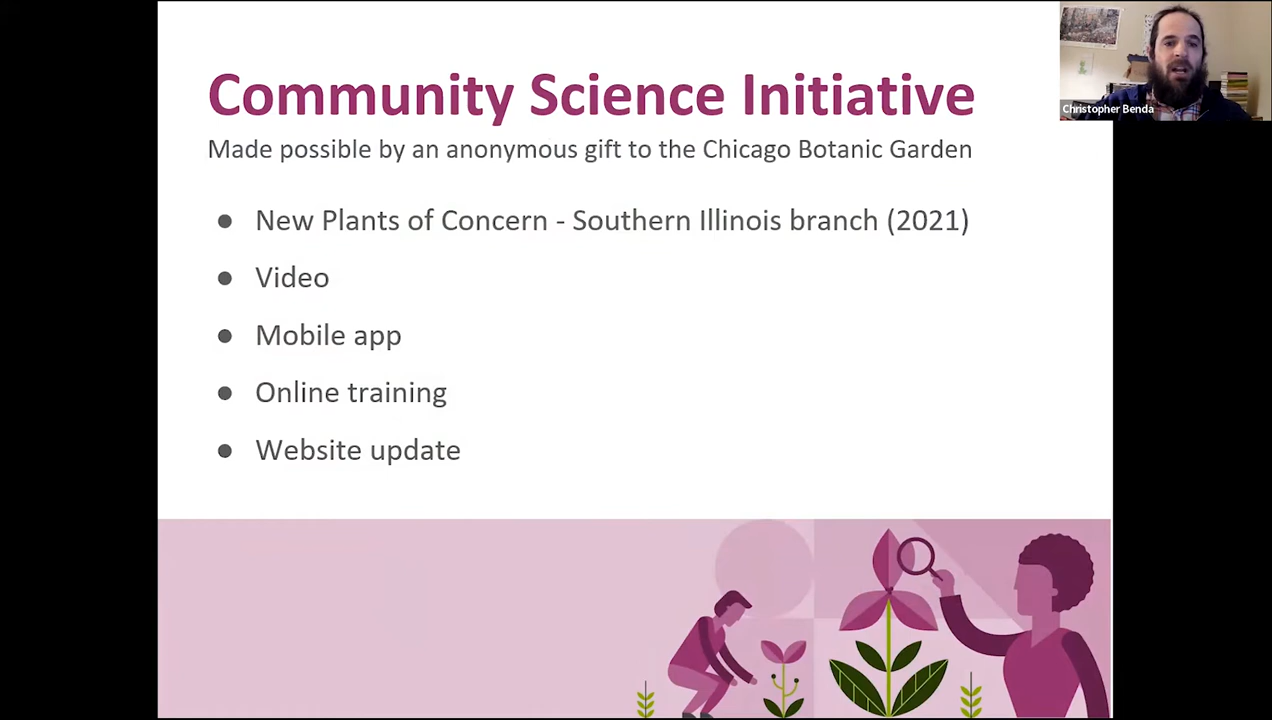 Community Science Initiative
Made possible by an anonymous gift to the Chicago Botanic Garden
● New Plants of Concern - Southern Illinois branch (2021)
● Video
● Mobile app
● Online training
● Website update
Christopher Benda